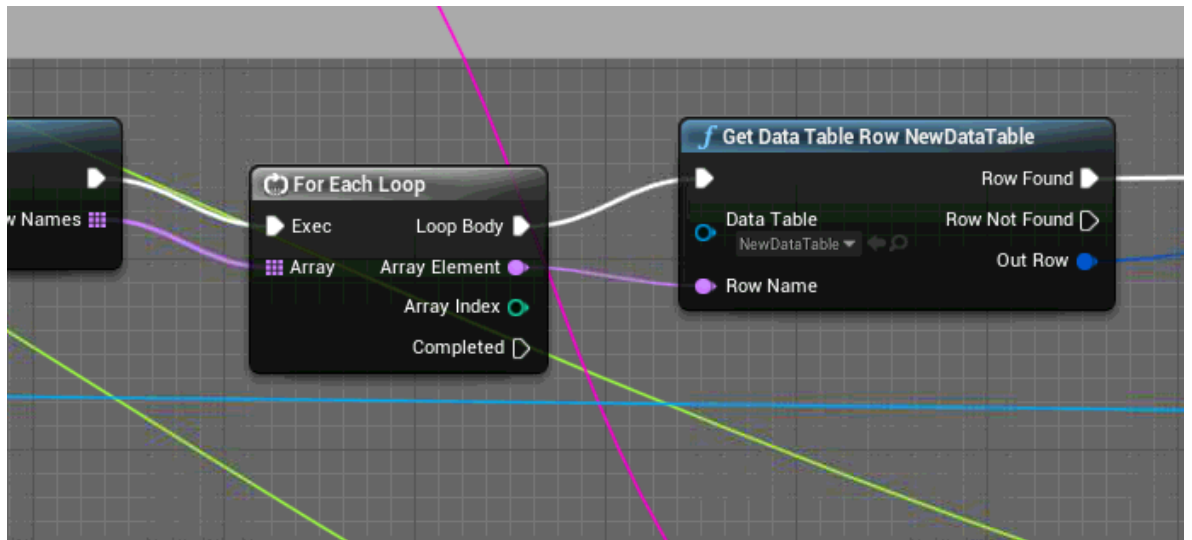 w Names
For Each Loop
Exec
Loop Body
Array
Array Element
Array Index
Completed
Get Data Table Row NewDataTable
Row Found
Data Table
NewDataTable
Row Not Found
Out Row
Row Name